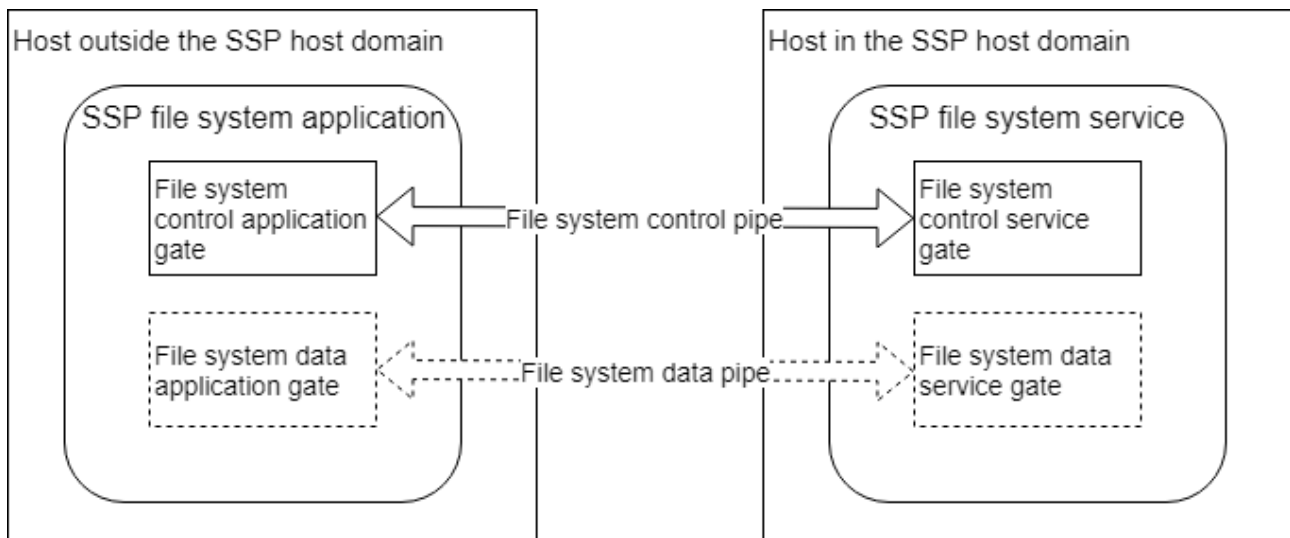 Host outside the SSP host domain
Host in the SSP host domain
SSP file system application
SSP file system service
File system
control application
gate
File system control pipe
File system
control service
gate
File system data
application gate
File system data pipe
File system data
service gate